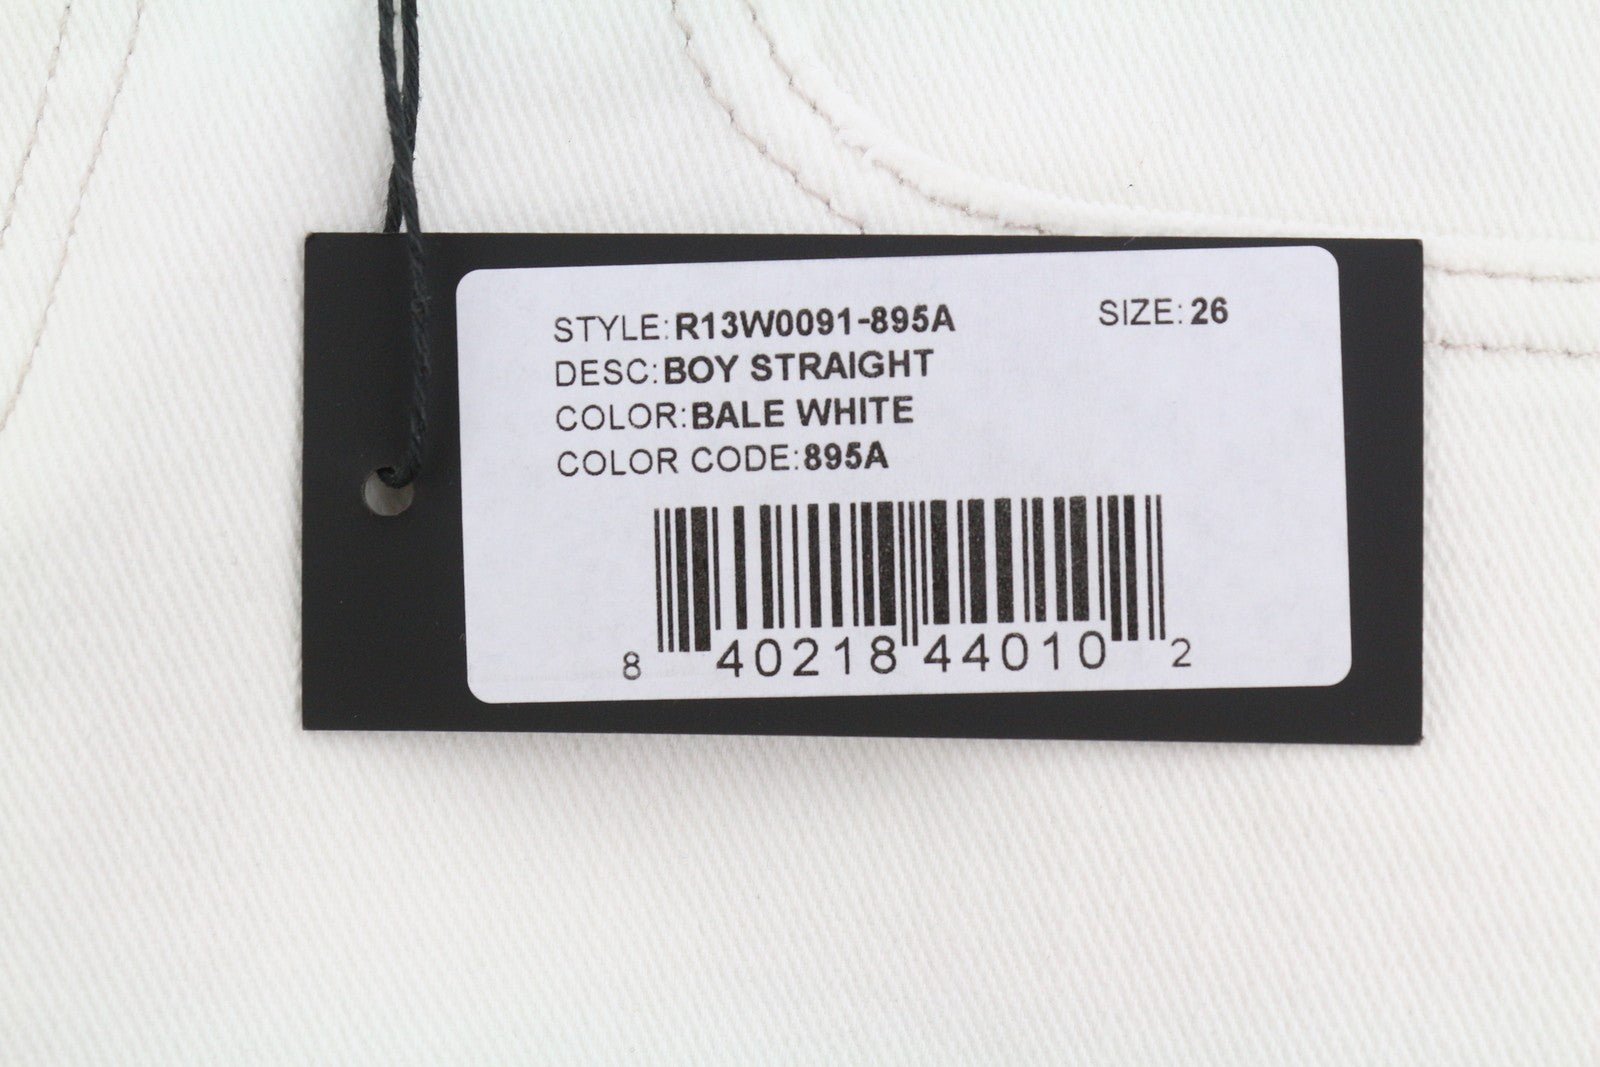 STYLE: R13W0091-895A SIZE: 26
DESC: BOY STRAIGHT
COLOR: BALE WHITE
COLOR CODE: 895A
8 40218 44010 2